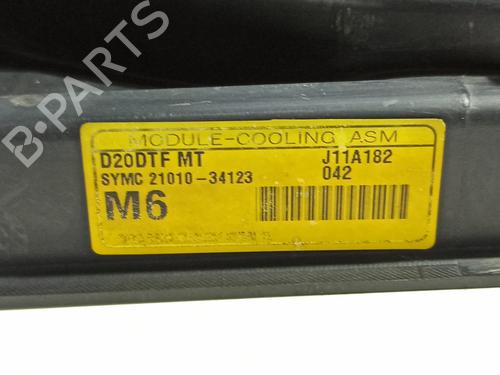 MODULE-COOLING ASM
D20DTF MT J11A182
SYMC 21010-34123 042
M6
B-PARTS